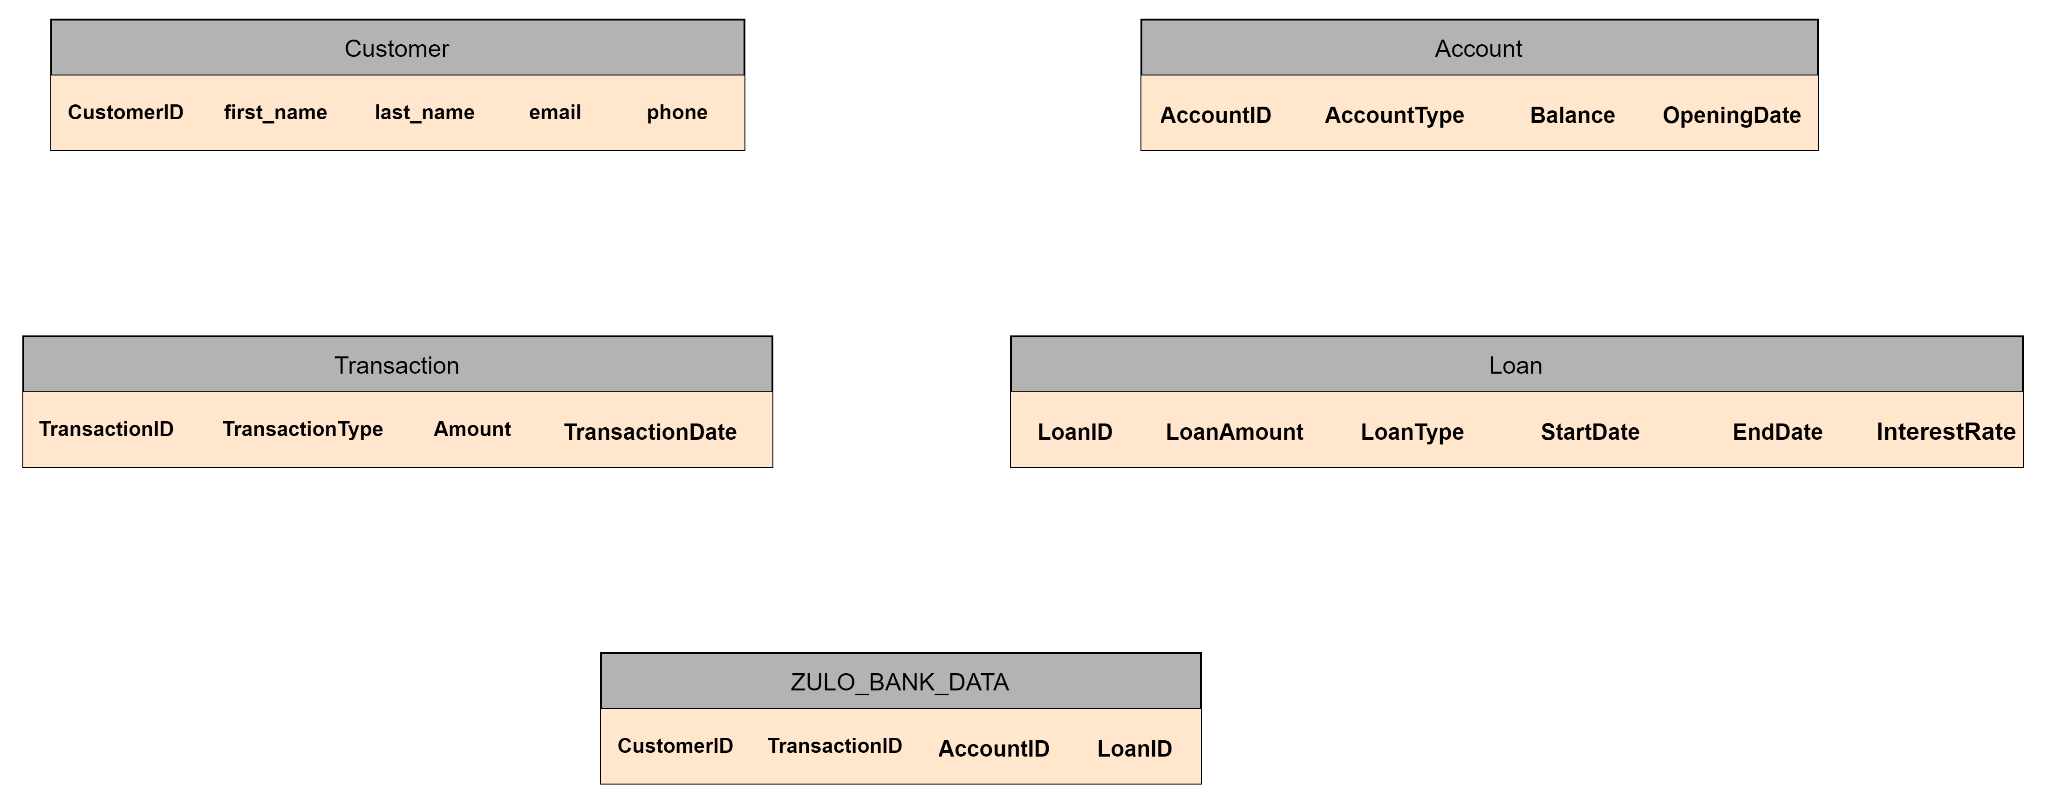 Customer
CustomerID first_name last_name email phone
Account
AccountID AccountType Balance OpeningDate
Transaction
TransactionID TransactionType Amount TransactionDate
Loan
LoanID LoanAmount LoanType StartDate EndDate InterestRate
ZULO_BANK_DATA
CustomerID TransactionID AccountID LoanID